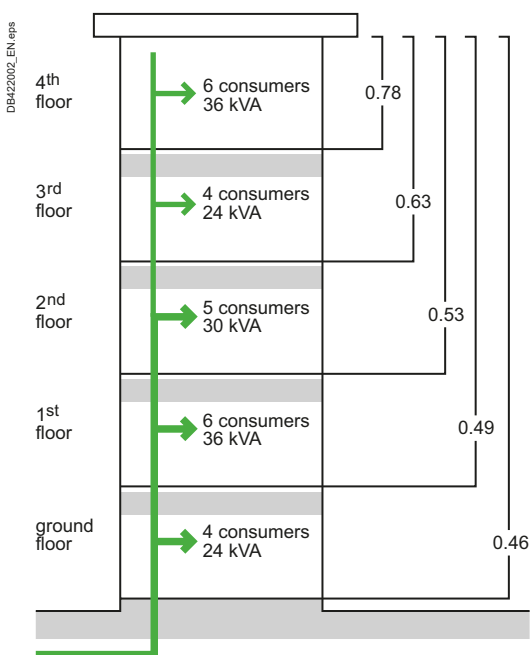 DB422002_EN.eps
4th
floor
6 consumers
36 kVA
0.78
3rd
floor
4 consumers
24 kVA
0.63
2nd
floor
5 consumers
30 kVA
0.53
1st
floor
6 consumers
36 kVA
0.49
ground
floor
4 consumers
24 kVA
0.46